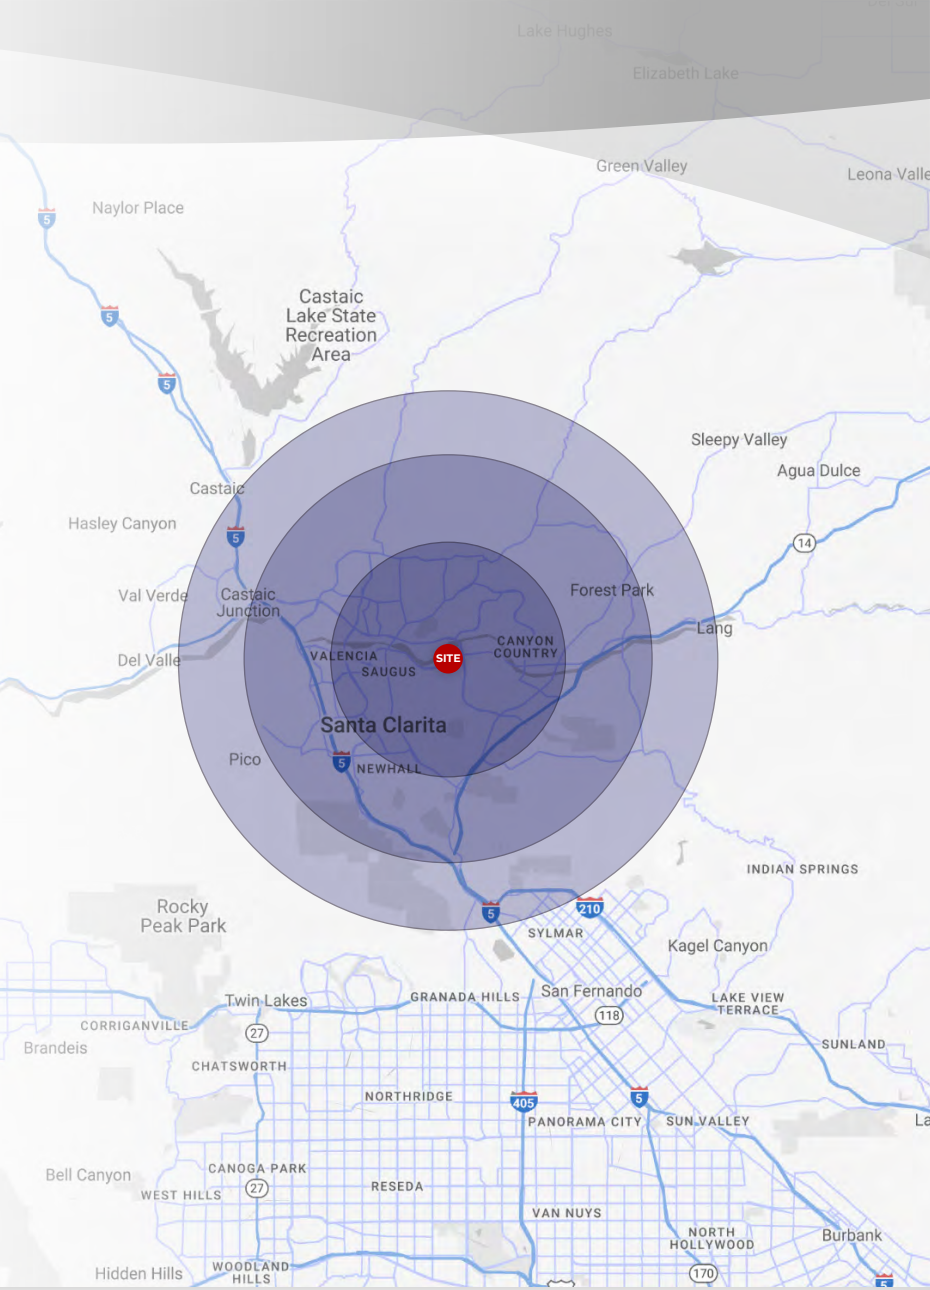 Lake Hughes
Elizabeth Lake
Green Valley
Leona Valle
Naylor Place
5
Castaic
Lake State
Recreation
Area
5
5
Sleepy Valley
Agua Dulce
Castaic
Hasley Canyon
5
14
Val Verde
Castaic
Junction
Forest Park
Lang
CANYON
COUNTRY
VALENCIA
SITE
Del Valle
SAUGUS
Santa Clarita
Pico
5
NEWHALL
INDIAN SPRINGS
Rocky
Peak Park
5
210
SYLMAR
Kagel Canyon
San Fernando
Twin Lakes
GRANADA HILLS
LAKE VIEW
TERRACE
118
CORRIGANVILLE
27
Brandeis
SUNLAND
CHATSWORTH
NORTHRIDGE
405
5
PANORAMA CITY
SUN VALLEY
La
Bell Canyon
CANOGA PARK
WEST HILLS
27
RESEDA
VAN NUYS
NORTH
HOLLYWOOD
Burbank
Hidden Hills
WOODLAND
HILLS
170
5